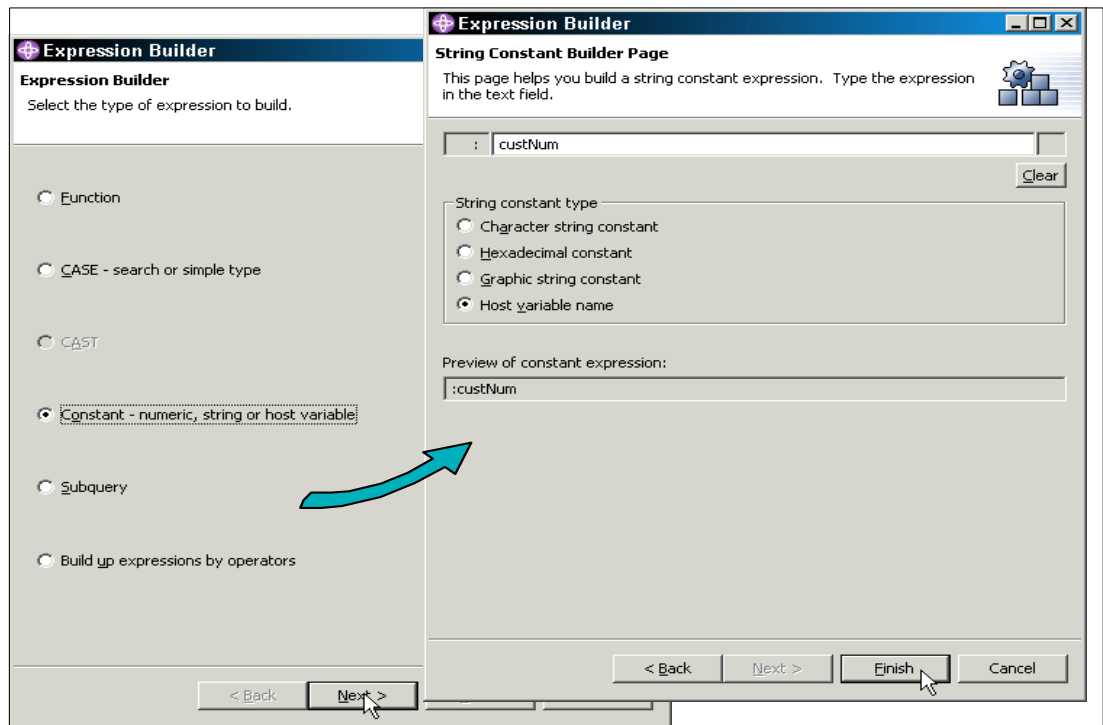 Expression Builder
Expression Builder
Select the type of expression to build.
Function
CASE - search or simple type
CAST
Constant - numeric, string or host variable
Subquery
Build up expressions by operators
< Back
Next >
Expression Builder
String Constant Builder Page
This page helps you build a string constant expression. Type the expression
in the text field.
: custNum
Clear
String constant type
Character string constant
Hexadecimal constant
Graphic string constant
Host variable name
Preview of constant expression:
:custNum
< Back
Next >
Finish
Cancel